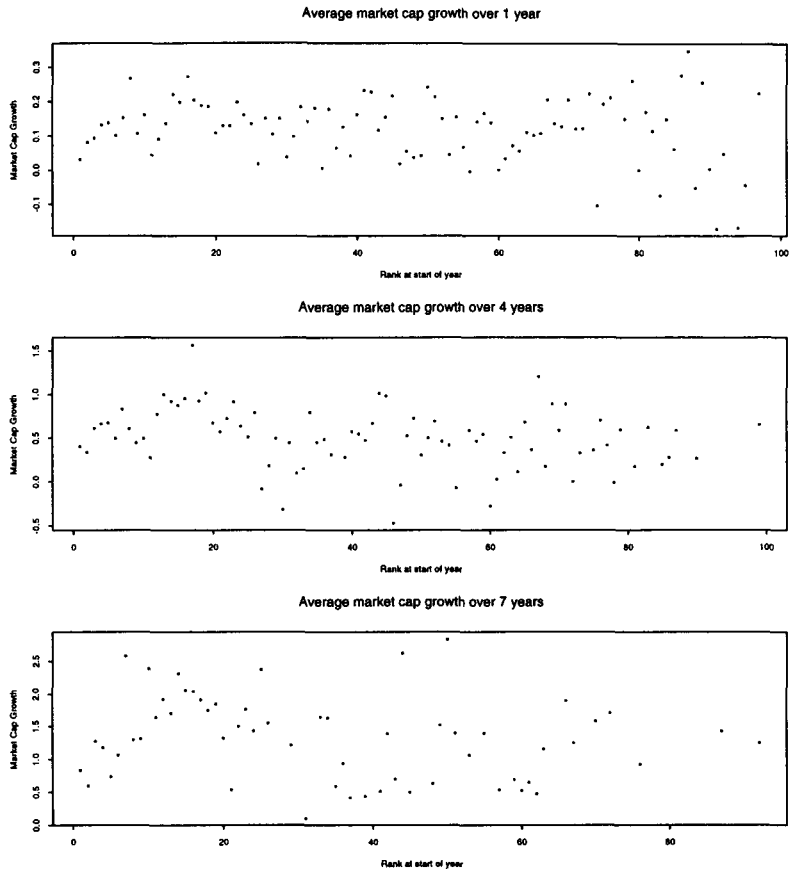 Average market cap growth over 1 year
Market Cap Growth
0.3
0.2
0.1
0.0
-0.1
0 20 40 60 80 100
Rank at start of year
Average market cap growth over 4 years
Market Cap Growth
1.5
1.0
0.5
0.0
-0.5
0 20 40 60 80 100
Rank at start of year
Average market cap growth over 7 years
Market Cap Growth
2.5
2.0
1.5
1.0
0.5
0.0
0 20 40 60 80
Rank at start of year